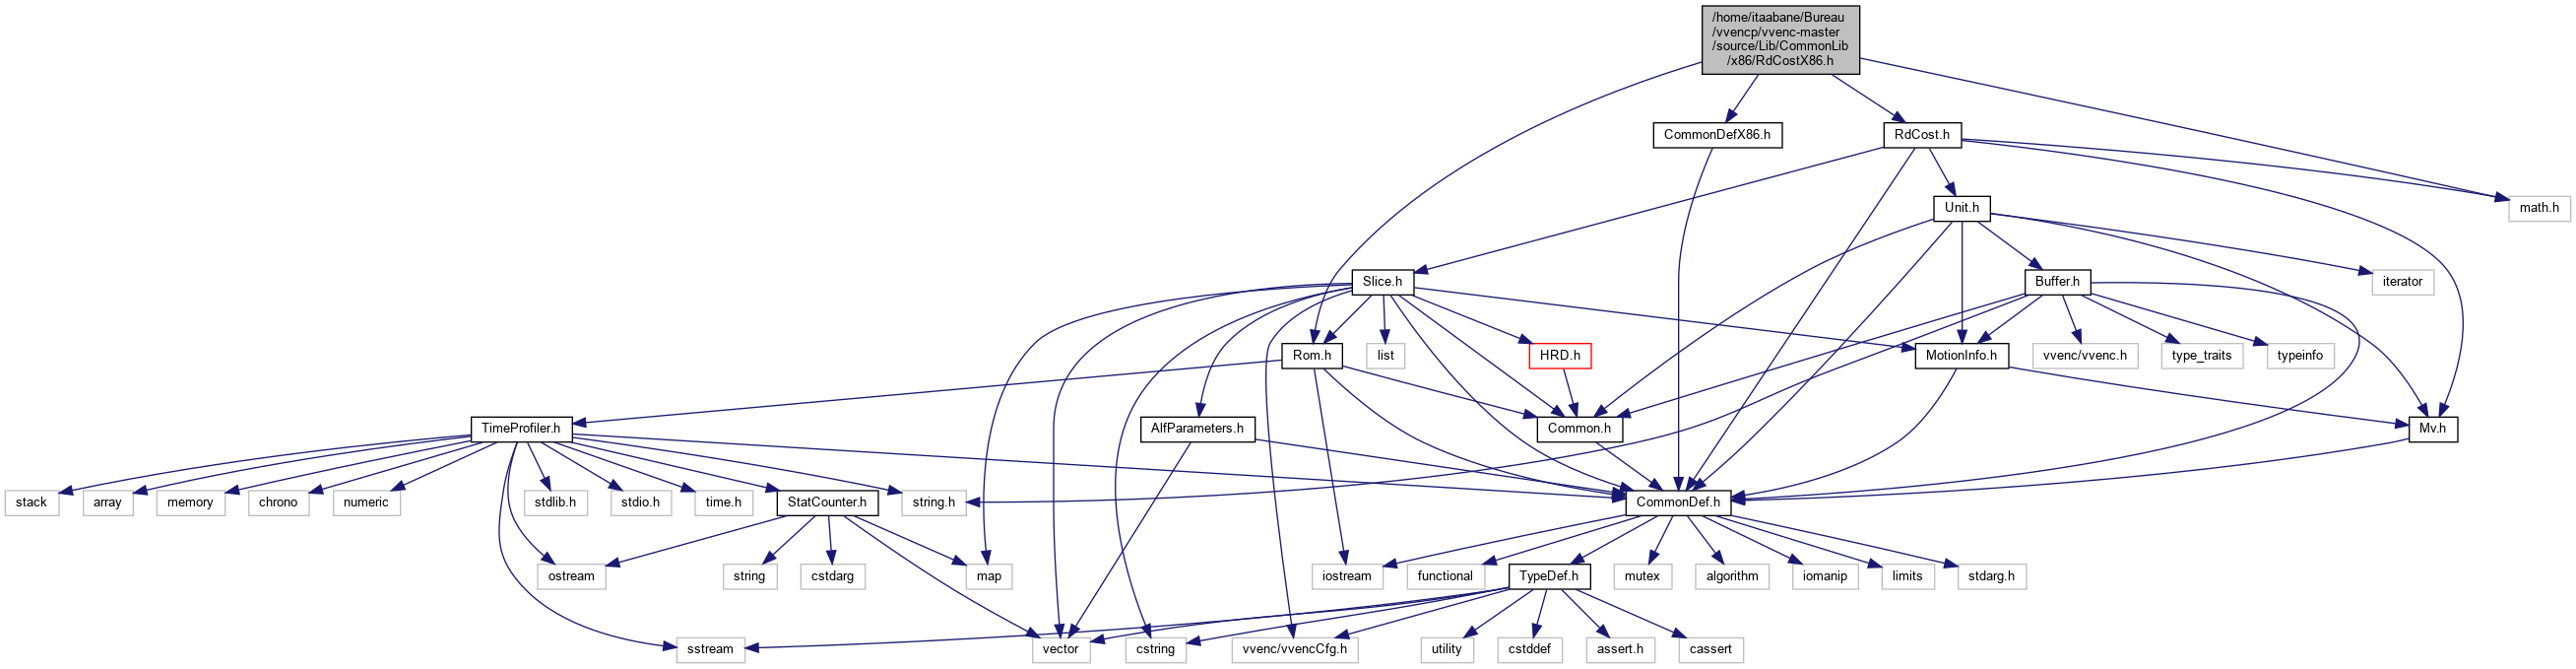 /home/itaabane/Bureau
/vvencp/vvenc-master
/source/Lib/CommonLib
/x86/RdCostX86.h
CommonDefX86.h
RdCost.h
Unit.h
math.h
Slice.h
Buffer.h
iterator
Rom.h
list
HRD.h
MotionInfo.h
vvenc/vvenc.h
type_traits
typeinfo
TimeProfiler.h
AlfParameters.h
Common.h
Mv.h
stack
array
memory
chrono
numeric
stdlib.h
stdio.h
time.h
StatCounter.h
string.h
CommonDef.h
ostream
string
cstdarg
map
iostream
functional
TypeDef.h
mutex
algorithm
iomanip
limits
stdarg.h
sstream
vector
cstring
vvenc/vvencCfg.h
utility
cstddef
assert.h
cassert